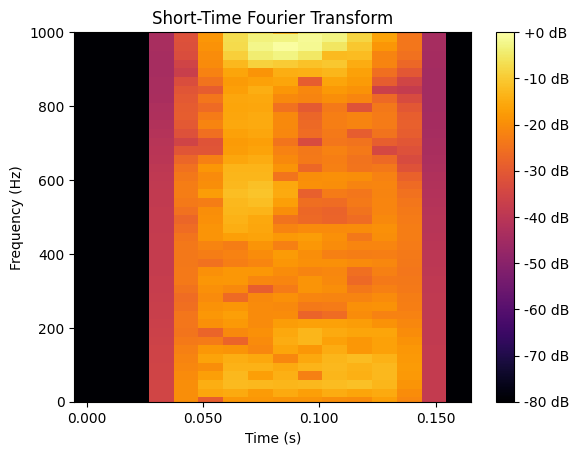 Short-Time Fourier Transform
1000
800
600
400
200
0
Frequency (Hz)
0.000
0.050
0.100
0.150
Time (s)
+0 dB
-10 dB
-20 dB
-30 dB
-40 dB
-50 dB
-60 dB
-70 dB
-80 dB